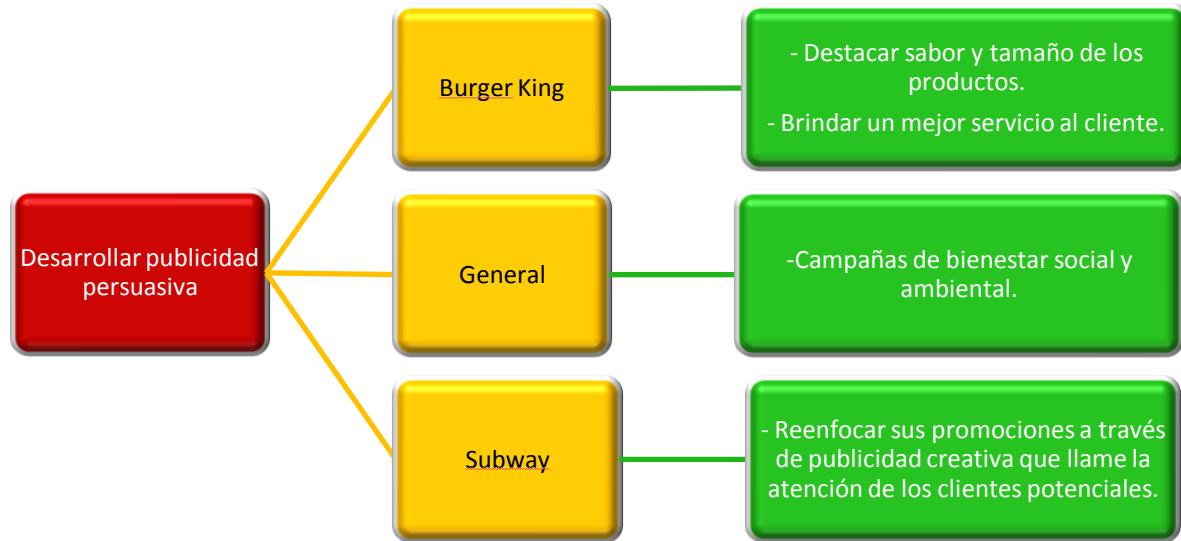 Desarrollar publicidad
persuasiva
Burger King
- Destacar sabor y tamaño de los
productos.
- Brindar un mejor servicio al cliente.
General
-Campañas de bienestar social y
ambiental.
Subway
- Reenfocar sus promociones a través
de publicidad creativa que llame la
atención de los clientes potenciales.